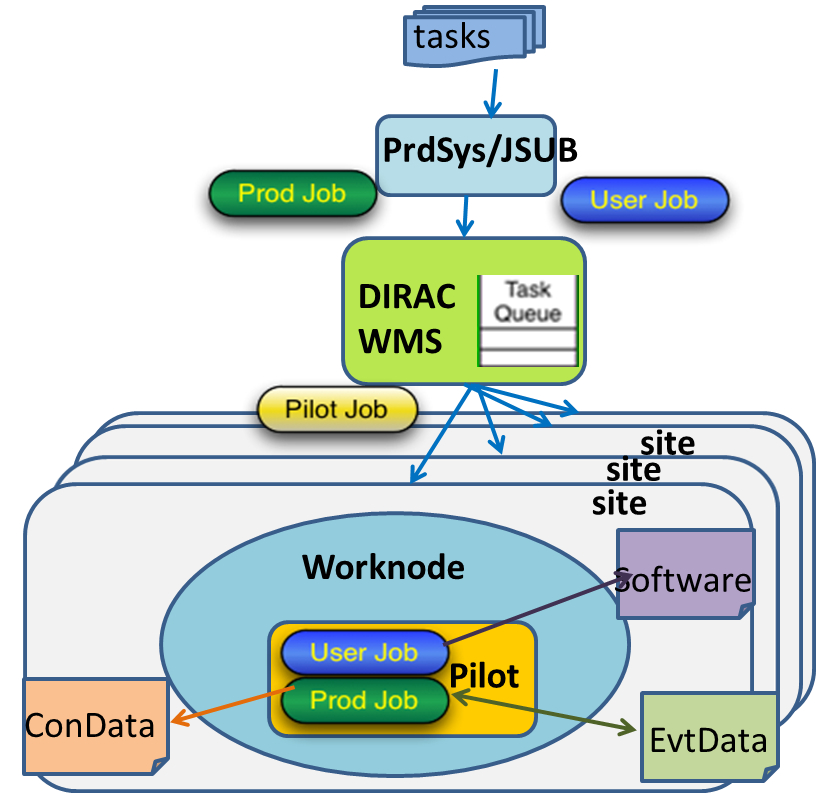 tasks
PrdSys/JSUB
Prod Job
User Job
DIRAC
WMS
Task
Queue
Pilot Job
site
site
site
Worknode
Software
User Job
Pilot
Prod Job
ConData
EvtData